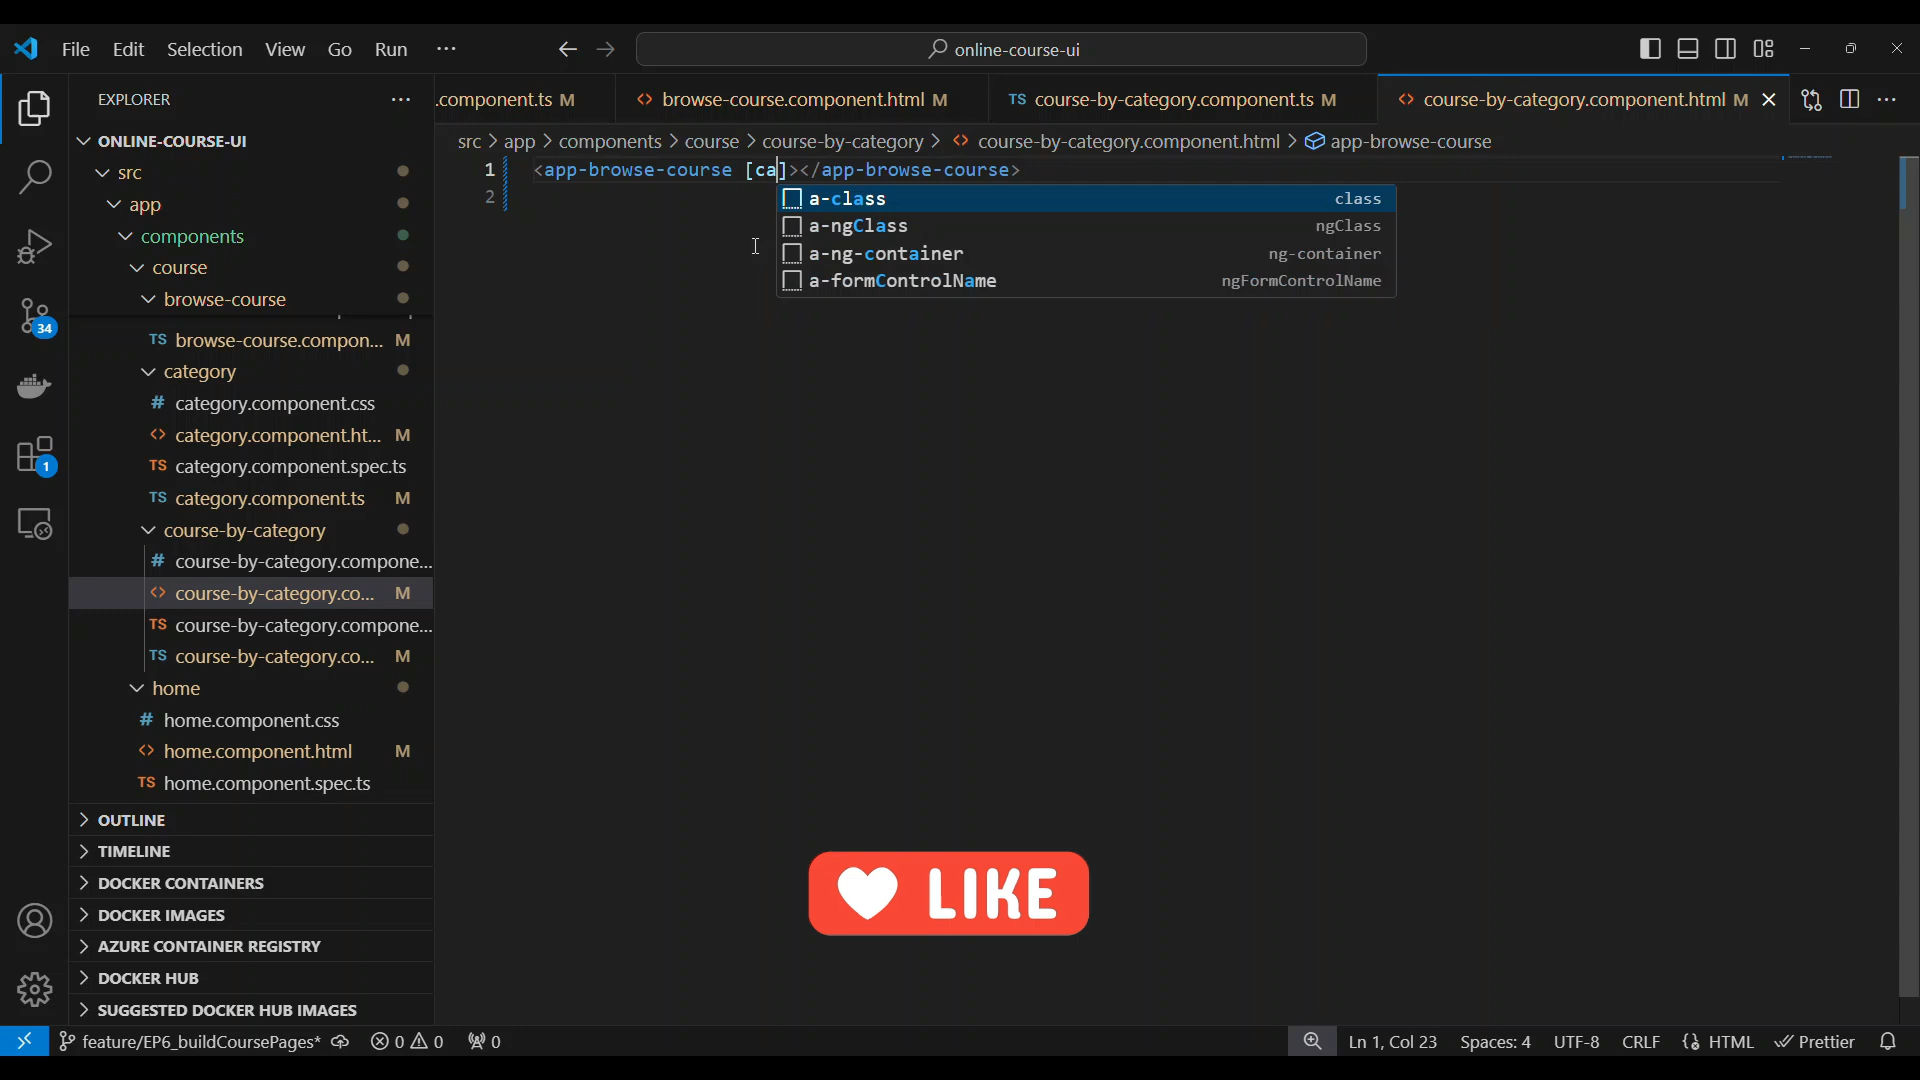 File Edit Selection View Go Run ···
online-course-ui
EXPLORER ···
.component.ts M
browse-course.component.html M
TS course-by-category.component.ts M
course-by-category.component.html M
ONLINE-COURSE-UI
src > app > components > course > course-by-category > course-by-category.component.html > app-browse-course
1 <app-browse-course [ca]></app-browse-course>
2
a-class class
a-ngClass ngClass
a-ng-container ng-container
a-formControlName ngFormControlName
src
app
components
course
browse-course
TS browse-course.compon... M
category
# category.component.css
category.component.ht... M
TS category.component.spec.ts
TS category.component.ts M
course-by-category
# course-by-category.compone...
course-by-category.co... M
TS course-by-category.compone...
TS course-by-category.co... M
home
# home.component.css
home.component.html M
TS home.component.spec.ts
OUTLINE
TIMELINE
DOCKER CONTAINERS
DOCKER IMAGES
AZURE CONTAINER REGISTRY
DOCKER HUB
SUGGESTED DOCKER HUB IMAGES
34
1
LIKE
feature/EP6_buildCoursePages* 0 0 0
Ln 1, Col 23 Spaces: 4 UTF-8 CRLF HTML Prettier